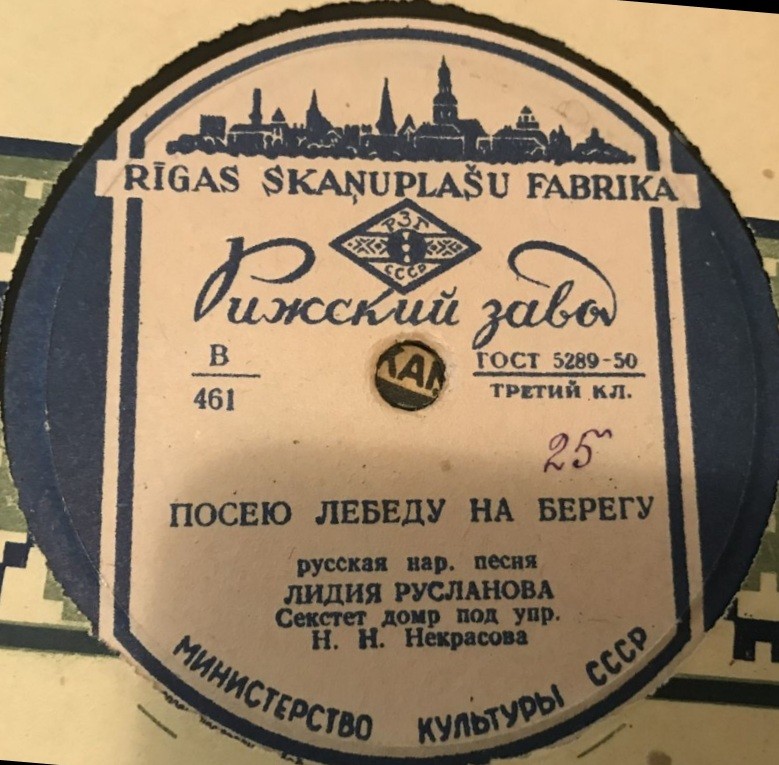 RĪGAS SKAŅUPLAŠU FABRIKA
РЗГ
СССР
Рижский завод
В
461
ГОСТ 5289-50
ТРЕТИЙ КЛ.
КАŅ
25
ПОСЕЮ ЛЕБЕДУ НА БЕРЕГУ
русская нар. песня
ЛИДИЯ РУСЛАНОВА
Секстет домр под упр.
Н. Н. Некрасова
МИНИСТЕРСТВО КУЛЬТУРЫ СССР